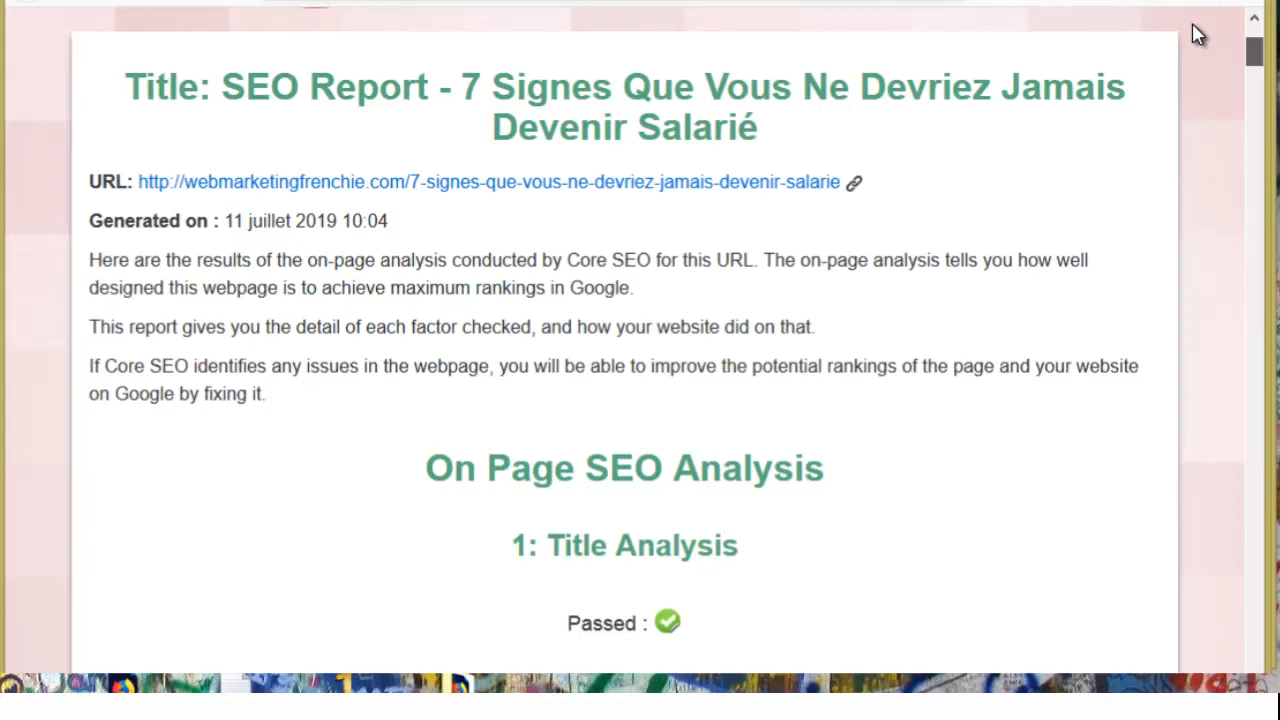 Title: SEO Report - 7 Signes Que Vous Ne Devriez Jamais
Devenir Salarié
URL: http://webmarketingfrenchie.com/7-signes-que-vous-ne-devriez-jamais-devenir-salarie
Generated on : 11 juillet 2019 10:04
Here are the results of the on-page analysis conducted by Core SEO for this URL. The on-page analysis tells you how well
designed this webpage is to achieve maximum rankings in Google.
This report gives you the detail of each factor checked, and how your website did on that.
If Core SEO identifies any issues in the webpage, you will be able to improve the potential rankings of the page and your website
on Google by fixing it.
On Page SEO Analysis
1: Title Analysis
Passed :